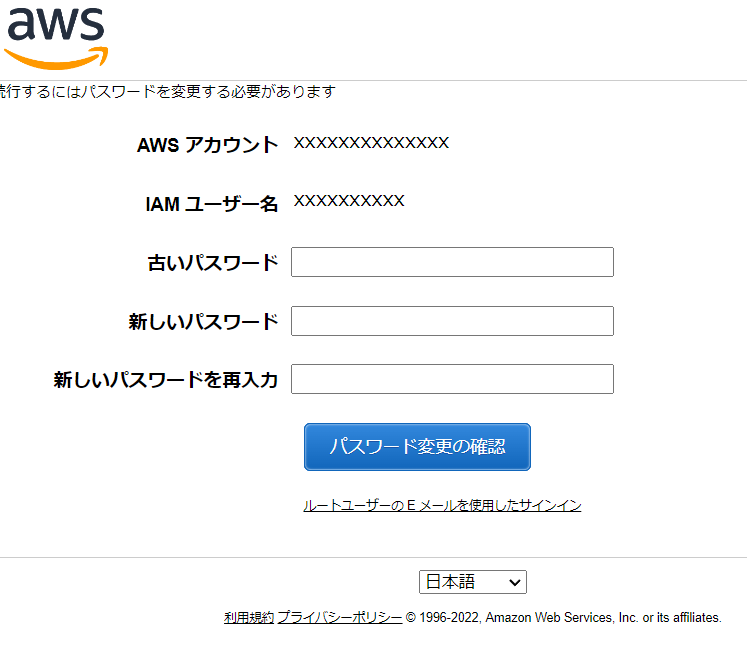 aws
行するにはパスワードを変更する必要があります
AWS アカウント XXXXXXXXXXXXXX
IAM ユーザー名 XXXXXXXXXX
古いパスワード
新しいパスワード
新しいパスワードを再入力
パスワード変更の確認
ルートユーザーの E メールを使用したサインイン
日本語
利用規約 プライバシーポリシー © 1996-2022, Amazon Web Services, Inc. or its affiliates.